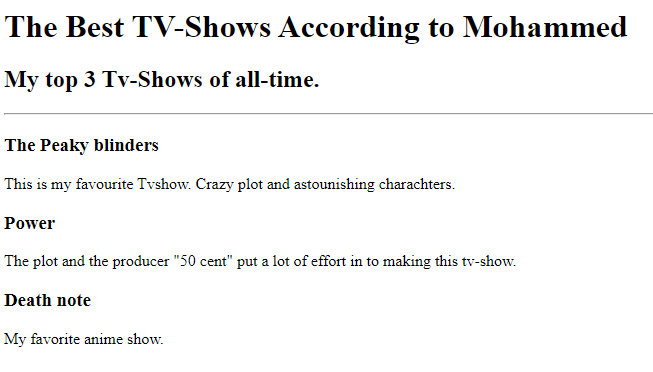 The Best TV-Shows According to Mohammed
My top 3 Tv-Shows of all-time.
The Peaky blinders
This is my favourite Tvshow. Crazy plot and astounishing charachters.
Power
The plot and the producer "50 cent" put a lot of effort in to making this tv-show.
Death note
My favorite anime show.